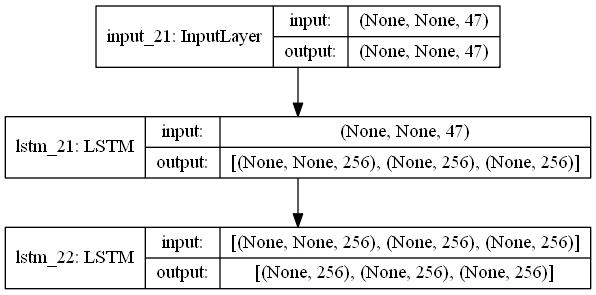 input_21: InputLayer
input: (None, None, 47)
output: (None, None, 47)
lstm_21: LSTM
input: (None, None, 47)
output: [(None, None, 256), (None, 256), (None, 256)]
lstm_22: LSTM
input: [(None, None, 256), (None, 256), (None, 256)]
output: [(None, 256), (None, 256), (None, 256)]